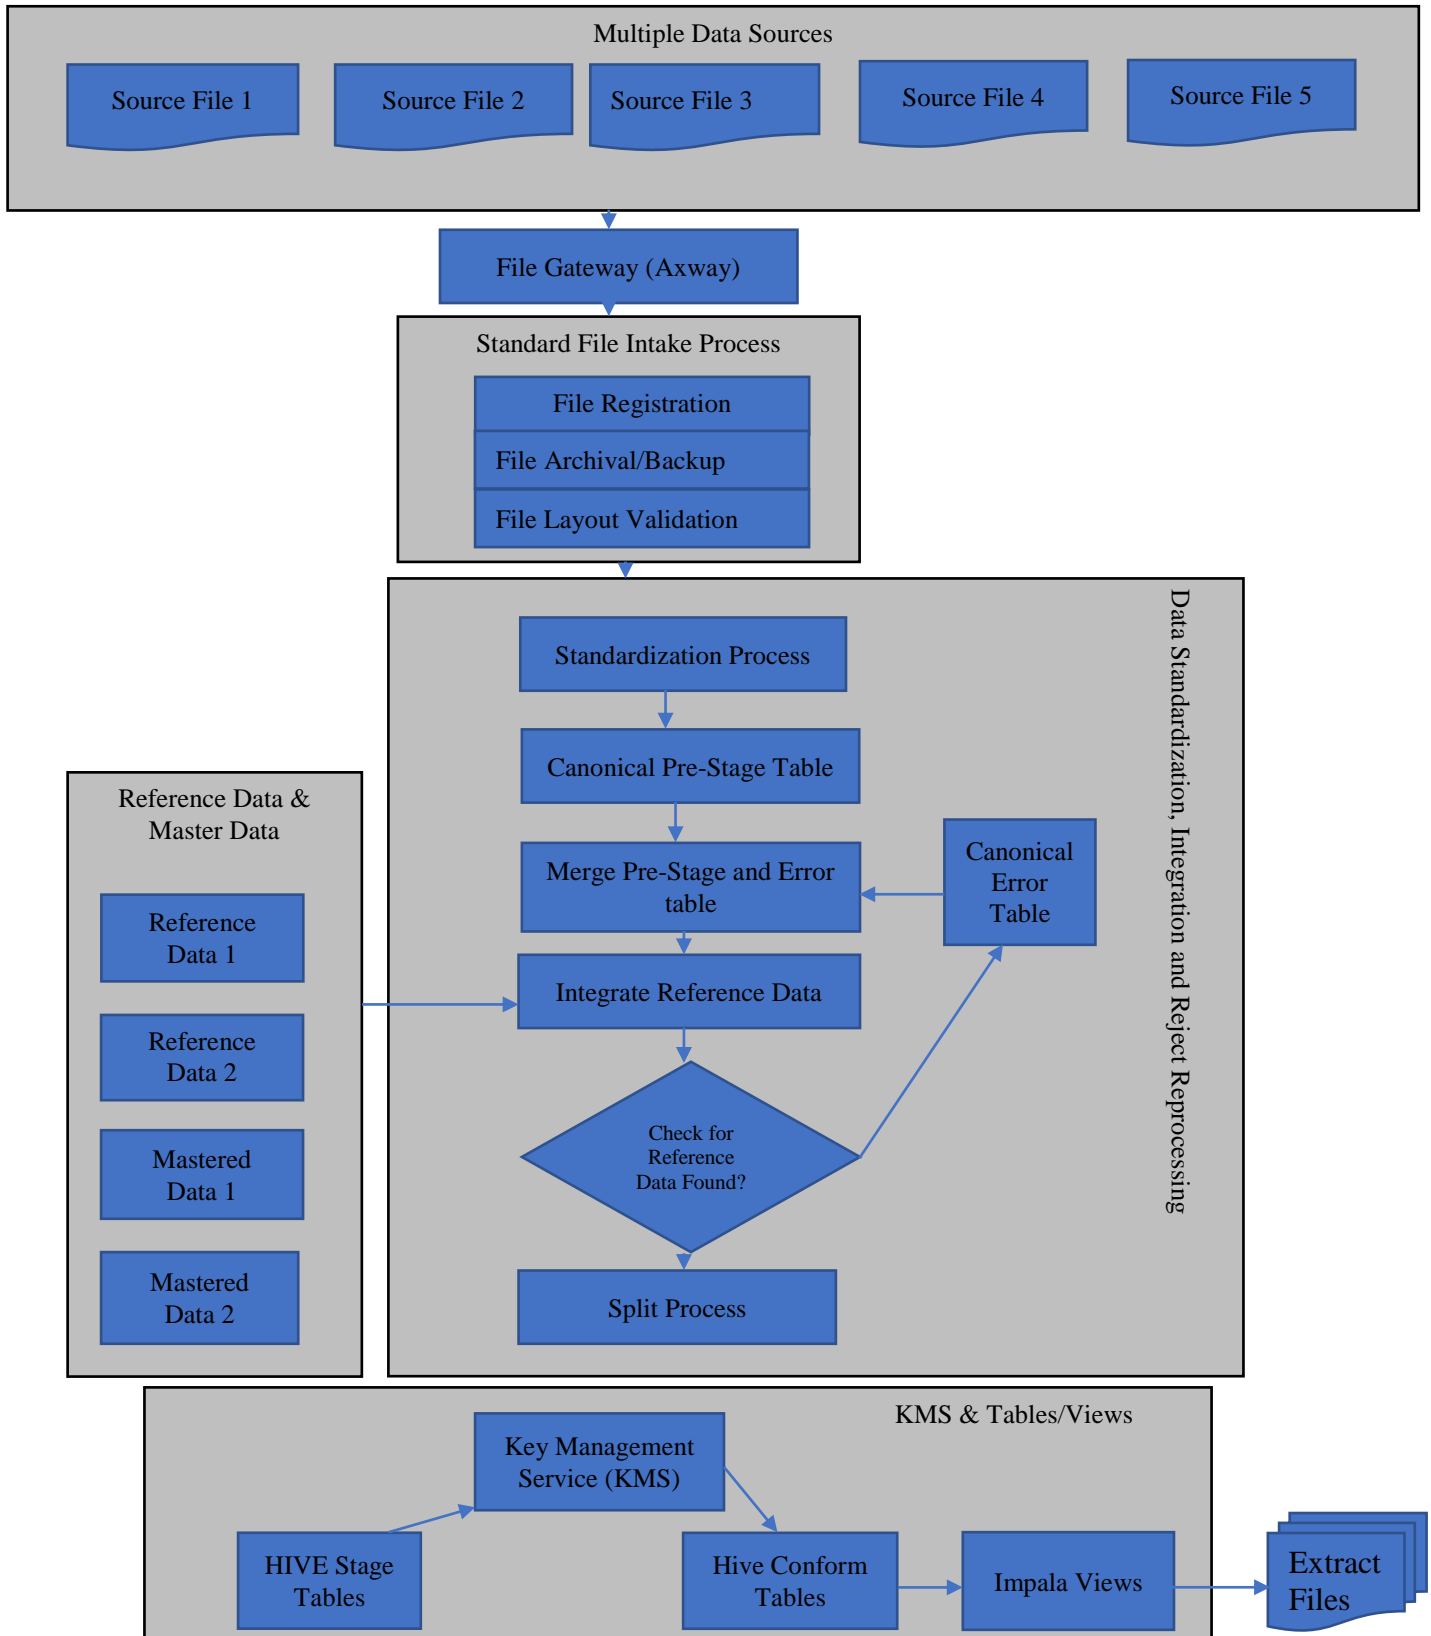 Multiple Data Sources
Source File 1
Source File 2
Source File 3
Source File 4
Source File 5
File Gateway (Axway)
Standard File Intake Process
File Registration
File Archival/Backup
File Layout Validation
Data Standardization, Integration and Reject Reprocessing
Standardization Process
Canonical Pre-Stage Table
Merge Pre-Stage and Error
table
Canonical
Error
Table
Integrate Reference Data
Check for
Reference
Data Found?
Split Process
Reference Data &
Master Data
Reference
Data 1
Reference
Data 2
Mastered
Data 1
Mastered
Data 2
KMS & Tables/Views
Key Management
Service (KMS)
HIVE Stage
Tables
Hive Conform
Tables
Impala Views
Extract
Files